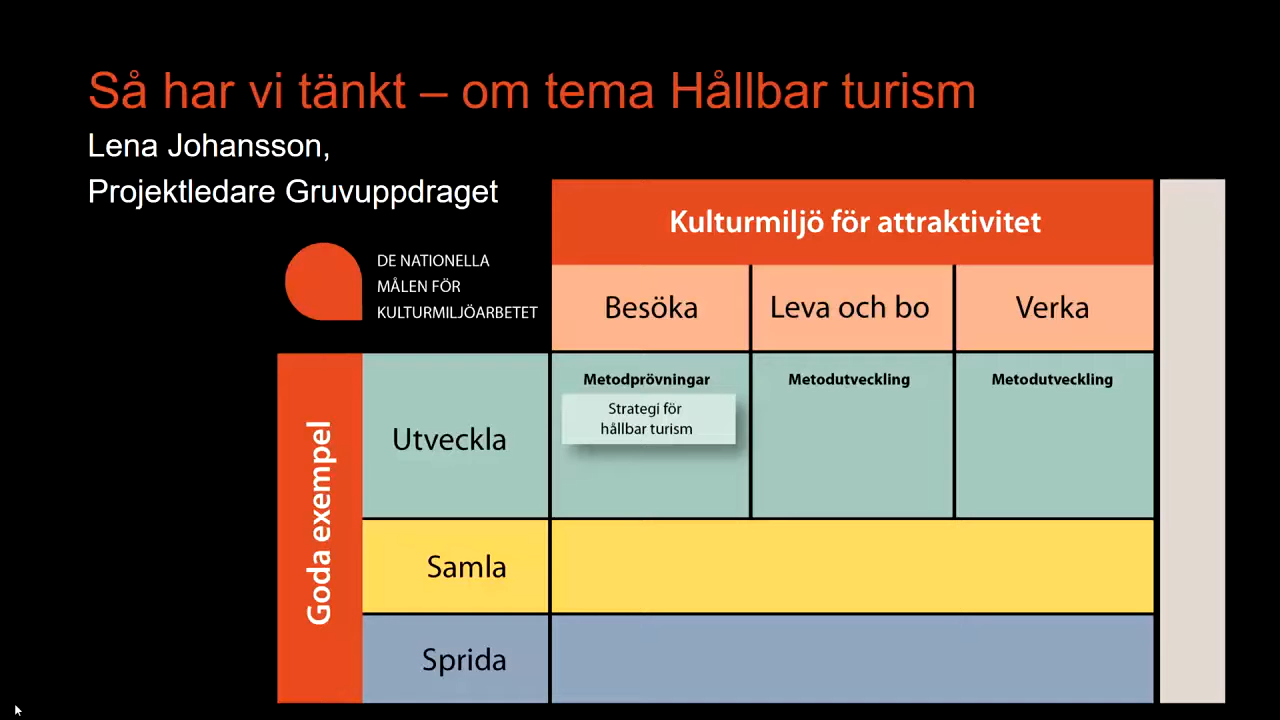 Så har vi tänkt – om tema Hållbar turism
Lena Johansson,
Projektledare Gruvuppdraget
DE NATIONELLA
MÅLEN FÖR
KULTURMILJÖARBETET
Kulturmiljö för attraktivitet
Besöka
Leva och bo
Verka
Goda exempel
Utveckla
Metodprövningar
Strategi för
hållbar turism
Metodutveckling
Metodutveckling
Samla
Sprida